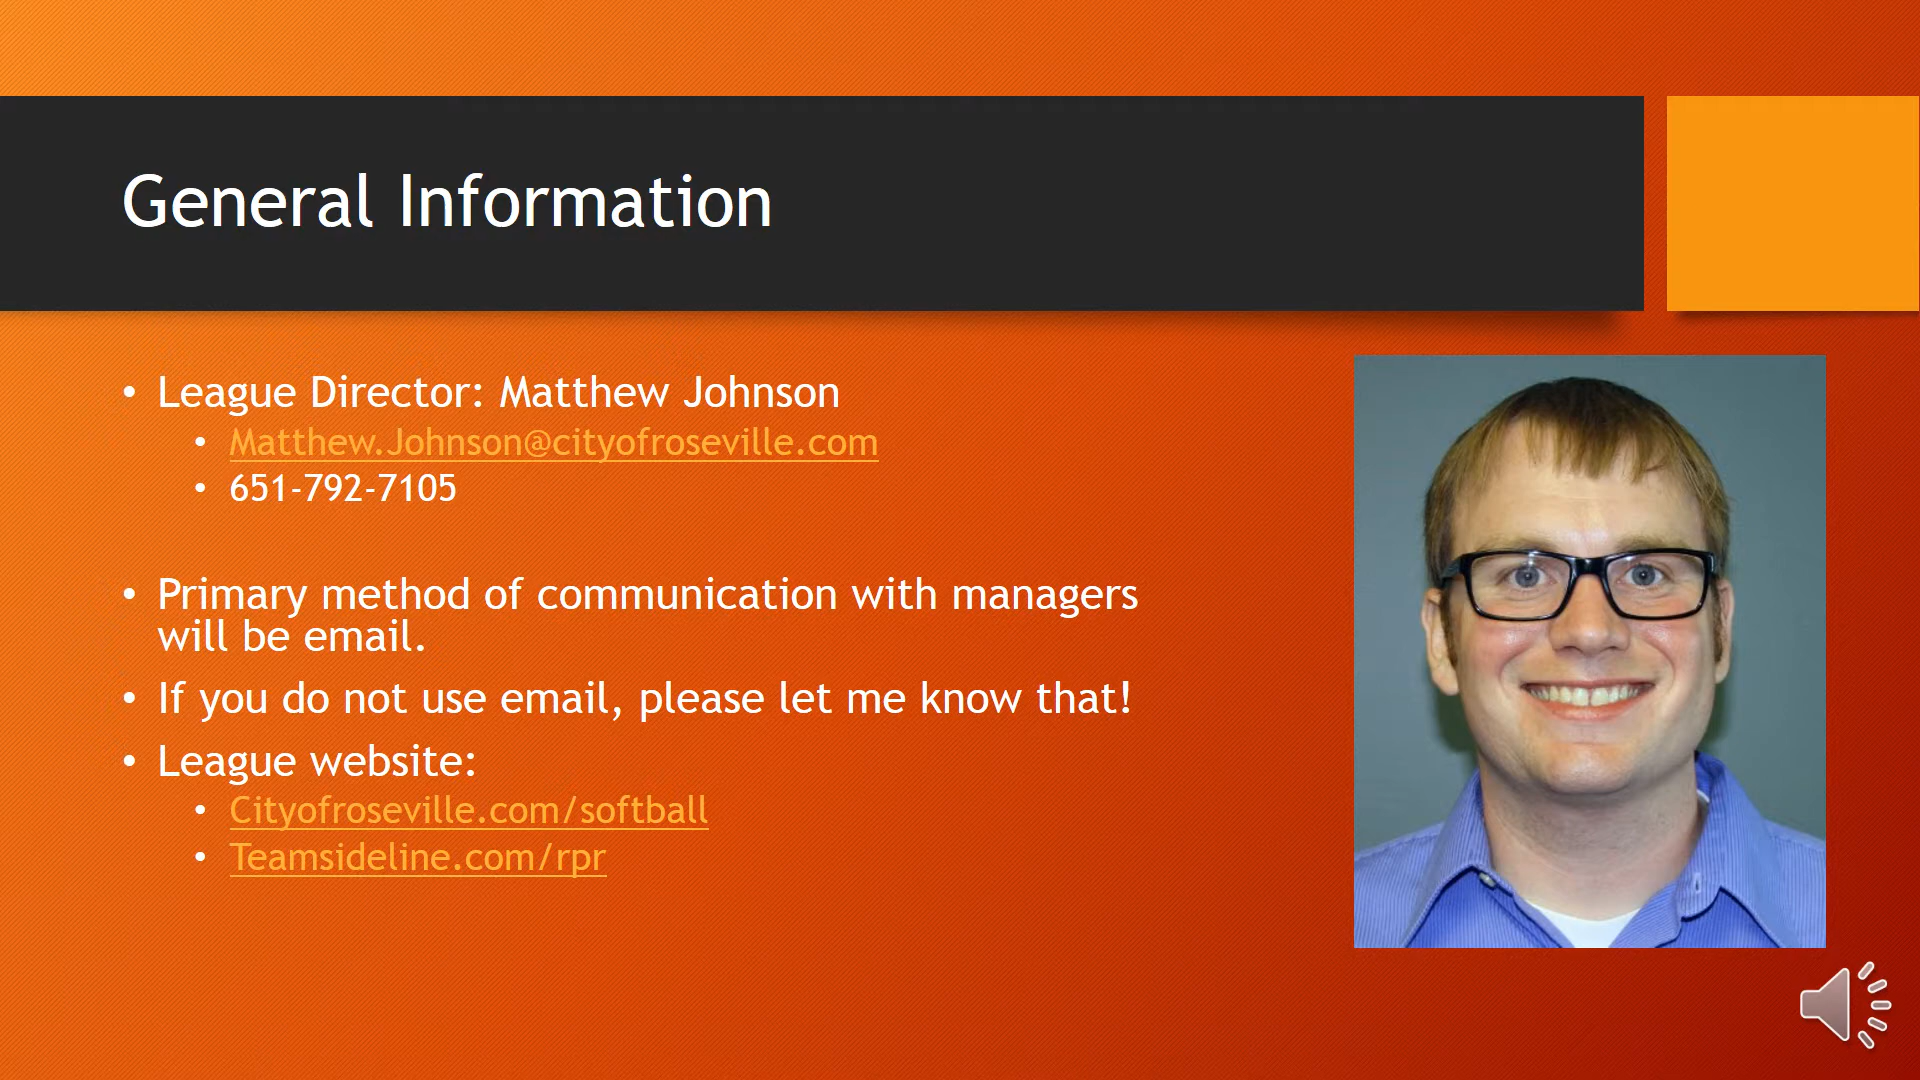 General Information
• League Director: Matthew Johnson
• Matthew.Johnson@cityofroseville.com
• 651-792-7105
• Primary method of communication with managers
will be email.
• If you do not use email, please let me know that!
• League website:
• Cityofroseville.com/softball
• Teamsideline.com/rpr